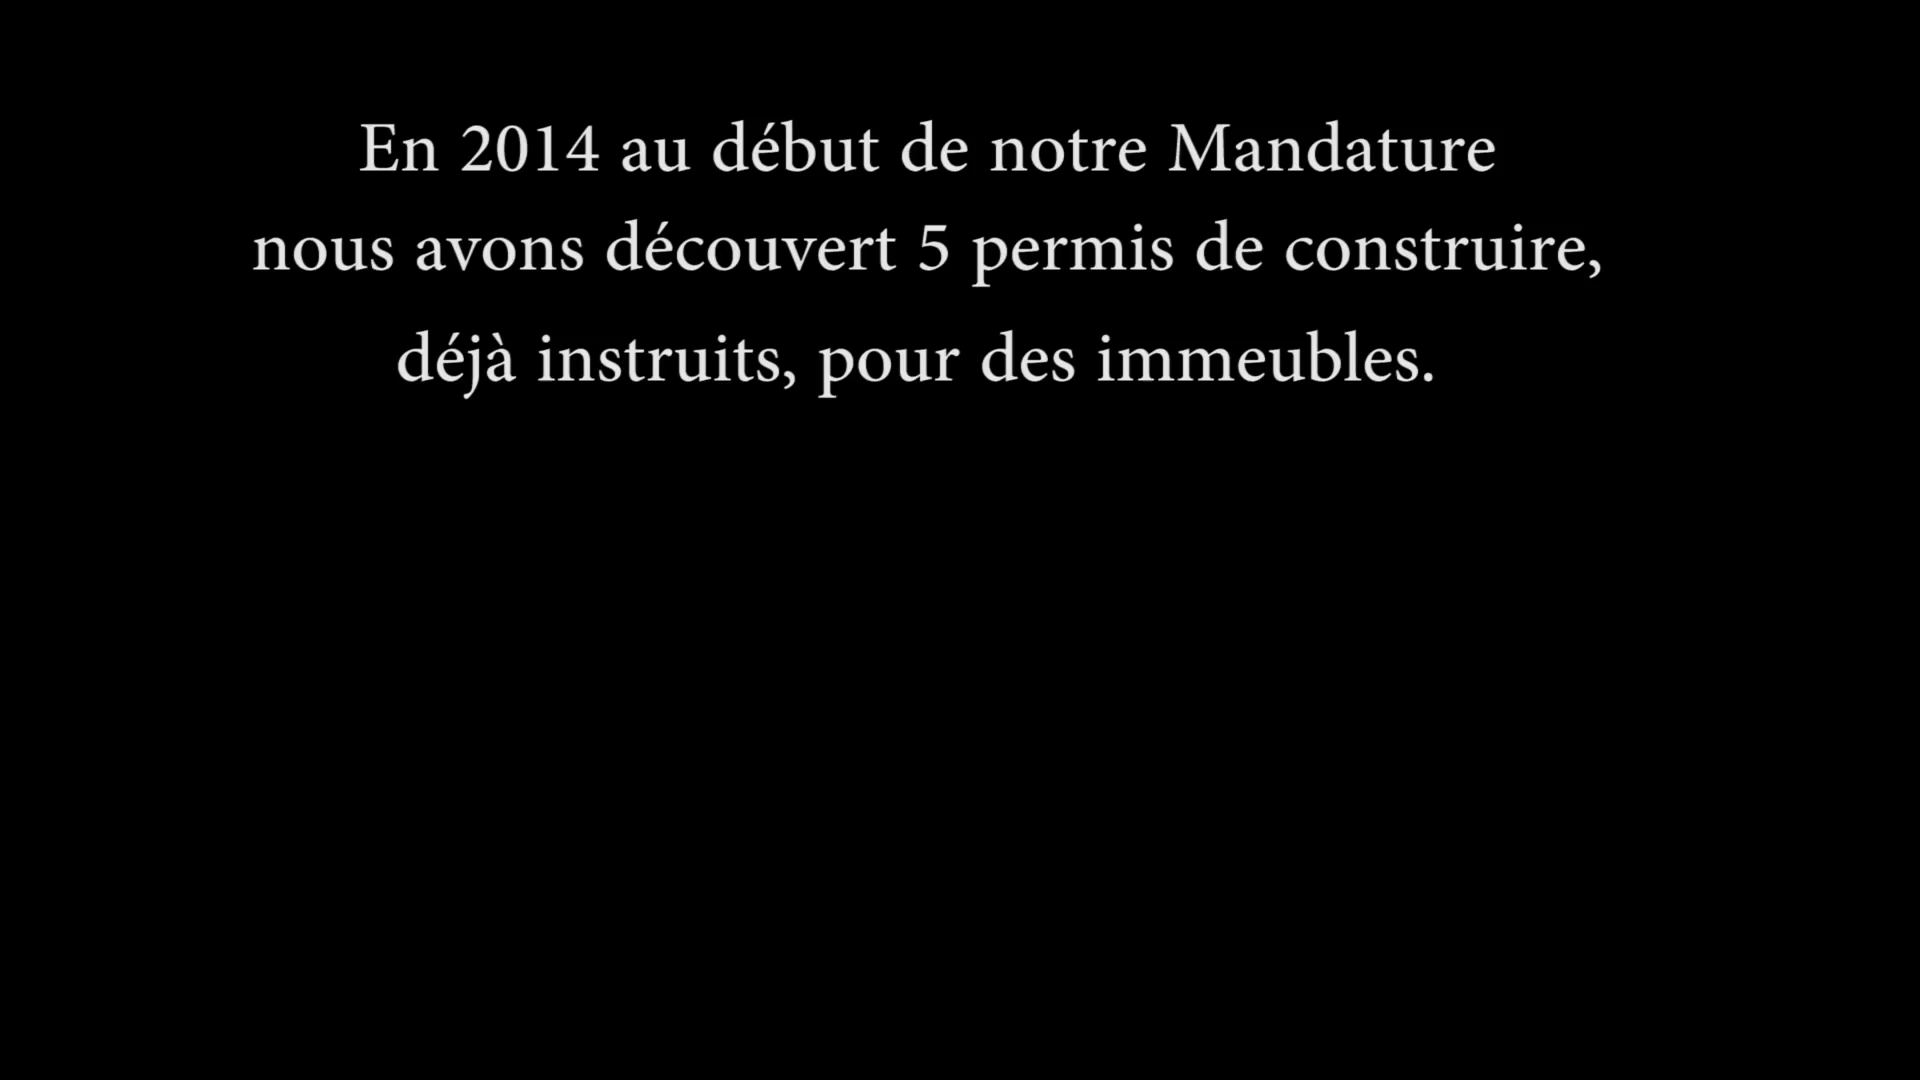 En 2014 au début de notre Mandature
nous avons découvert 5 permis de construire,
déjà instruits, pour des immeubles.